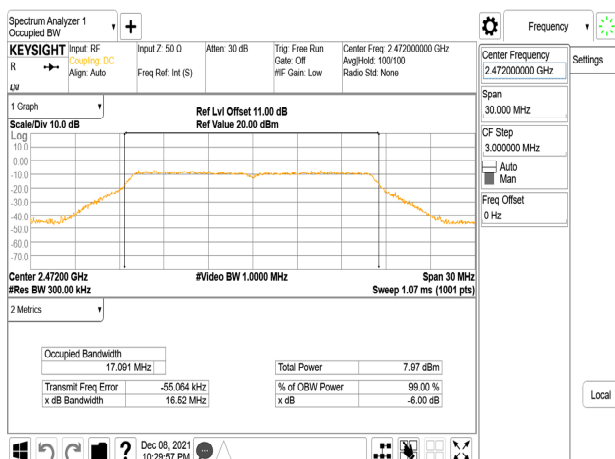 Spectrum Analyzer 1
Occupied BW
Frequency
KEYSIGHT
R
Input: RF
Coupling: DC
Align: Auto
Input Z: 50 Ω
Freq Ref: Int (S)
Atten: 30 dB
Trig: Free Run
Gate: Off
#IF Gain: Low
Center Freq: 2.472000000 GHz
Avg|Hold: 100/100
Radio Std: None
Center Frequency
2.472000000 GHz
Settings
Span
30.000 MHz
CF Step
3.000000 MHz
Auto
Man
Freq Offset
0 Hz
Local
1 Graph
Scale/Div 10.0 dB
Ref Lvl Offset 11.00 dB
Ref Value 20.00 dBm
Log
10.0
0.00
-10.0
-20.0
-30.0
-40.0
-50.0
-60.0
-70.0
Center 2.47200 GHz
#Video BW 1.0000 MHz
Span 30 MHz
#Res BW 300.00 kHz
Sweep 1.07 ms (1001 pts)
2 Metrics
Occupied Bandwidth
17.091 MHz
Total Power 7.97 dBm
Transmit Freq Error -55.064 kHz
% of OBW Power 99.00 %
x dB Bandwidth 16.52 MHz
x dB -6.00 dB
?
Dec 08, 2021
10:29:57 PM